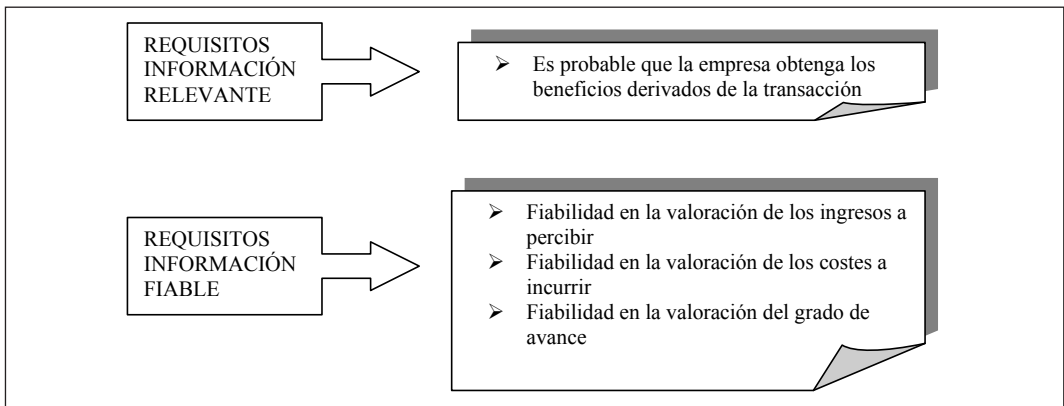 REQUISITOS
INFORMACIÓN
RELEVANTE
➢ Es probable que la empresa obtenga los
beneficios derivados de la transacción
REQUISITOS
INFORMACIÓN
FIABLE
➢ Fiabilidad en la valoración de los ingresos a
percibir
➢ Fiabilidad en la valoración de los costes a
incurrir
➢ Fiabilidad en la valoración del grado de
avance